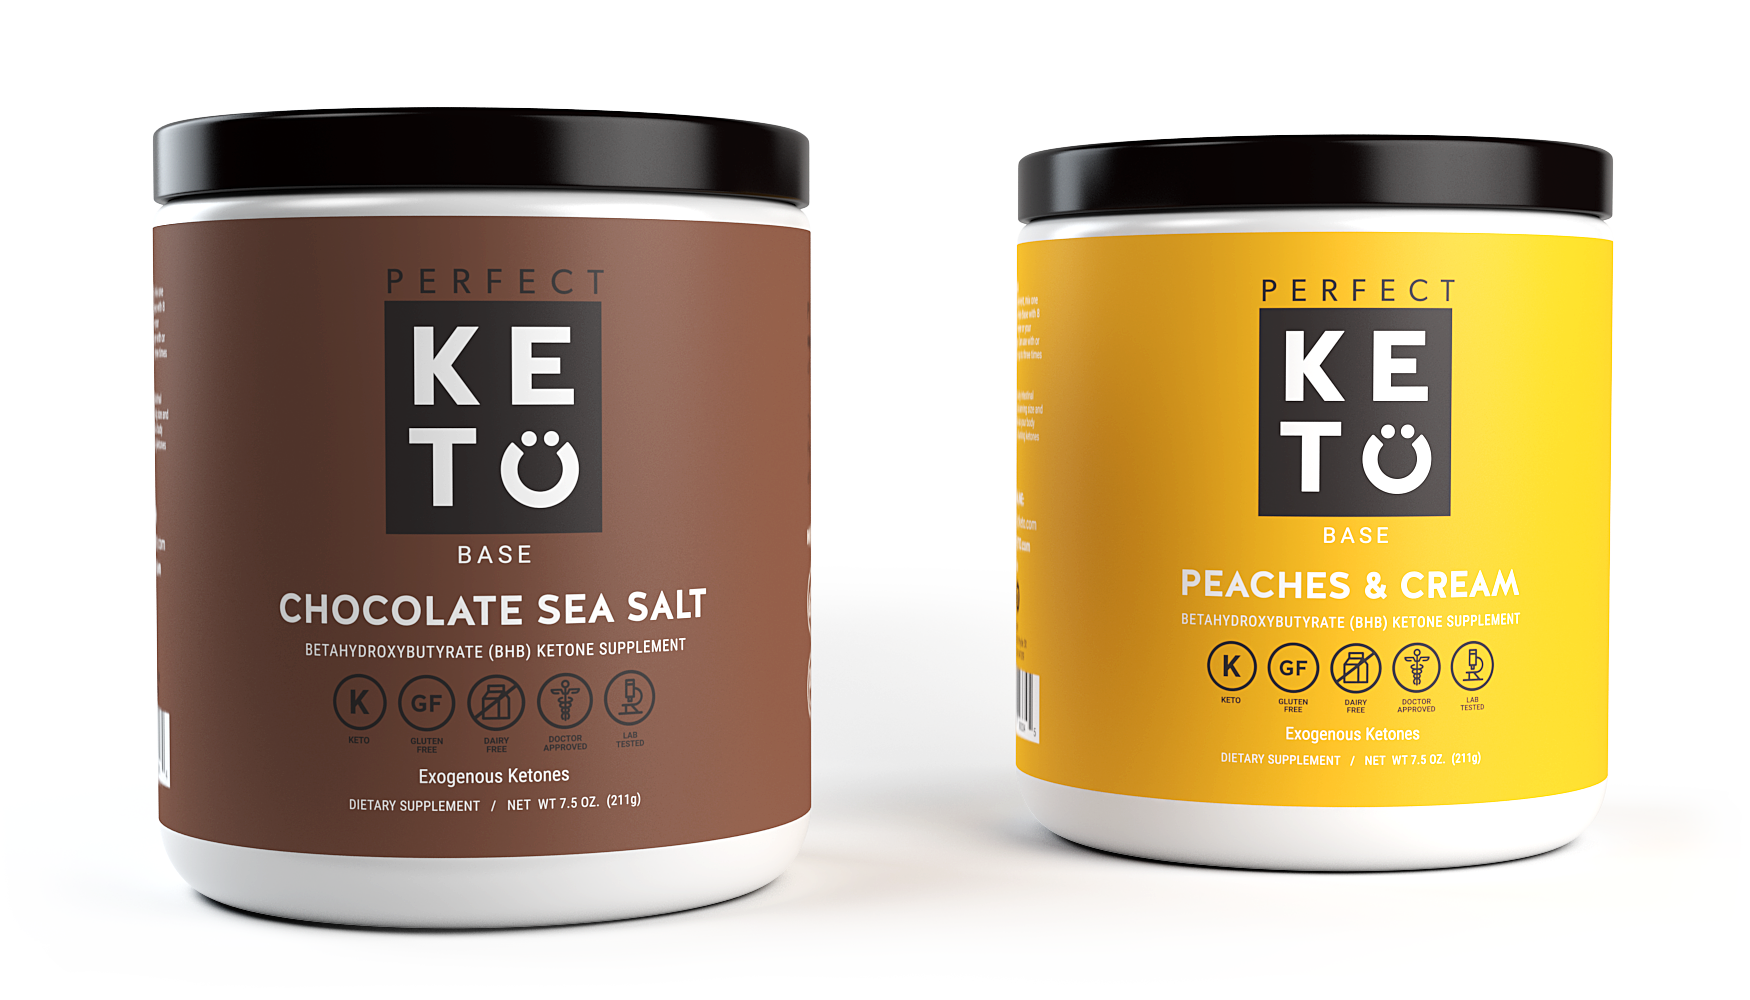 PERFECT
KE
TÖ
BASE
CHOCOLATE SEA SALT
BETAHYDROXYBUTYRATE (BHB) KETONE SUPPLEMENT
K
GF
KETO
GLUTEN
FREE
DAIRY
FREE
DOCTOR
APPROVED
LAB
TESTED
Exogenous Ketones
DIETARY SUPPLEMENT / NET WT 7.5 OZ. (211g)
PERFECT
KE
TÖ
BASE
PEACHES & CREAM
BETAHYDROXYBUTYRATE (BHB) KETONE SUPPLEMENT
K
GF
KETO
GLUTEN
FREE
DAIRY
FREE
DOCTOR
APPROVED
LAB
TESTED
Exogenous Ketones
DIETARY SUPPLEMENT / NET WT 7.5 OZ. (211g)